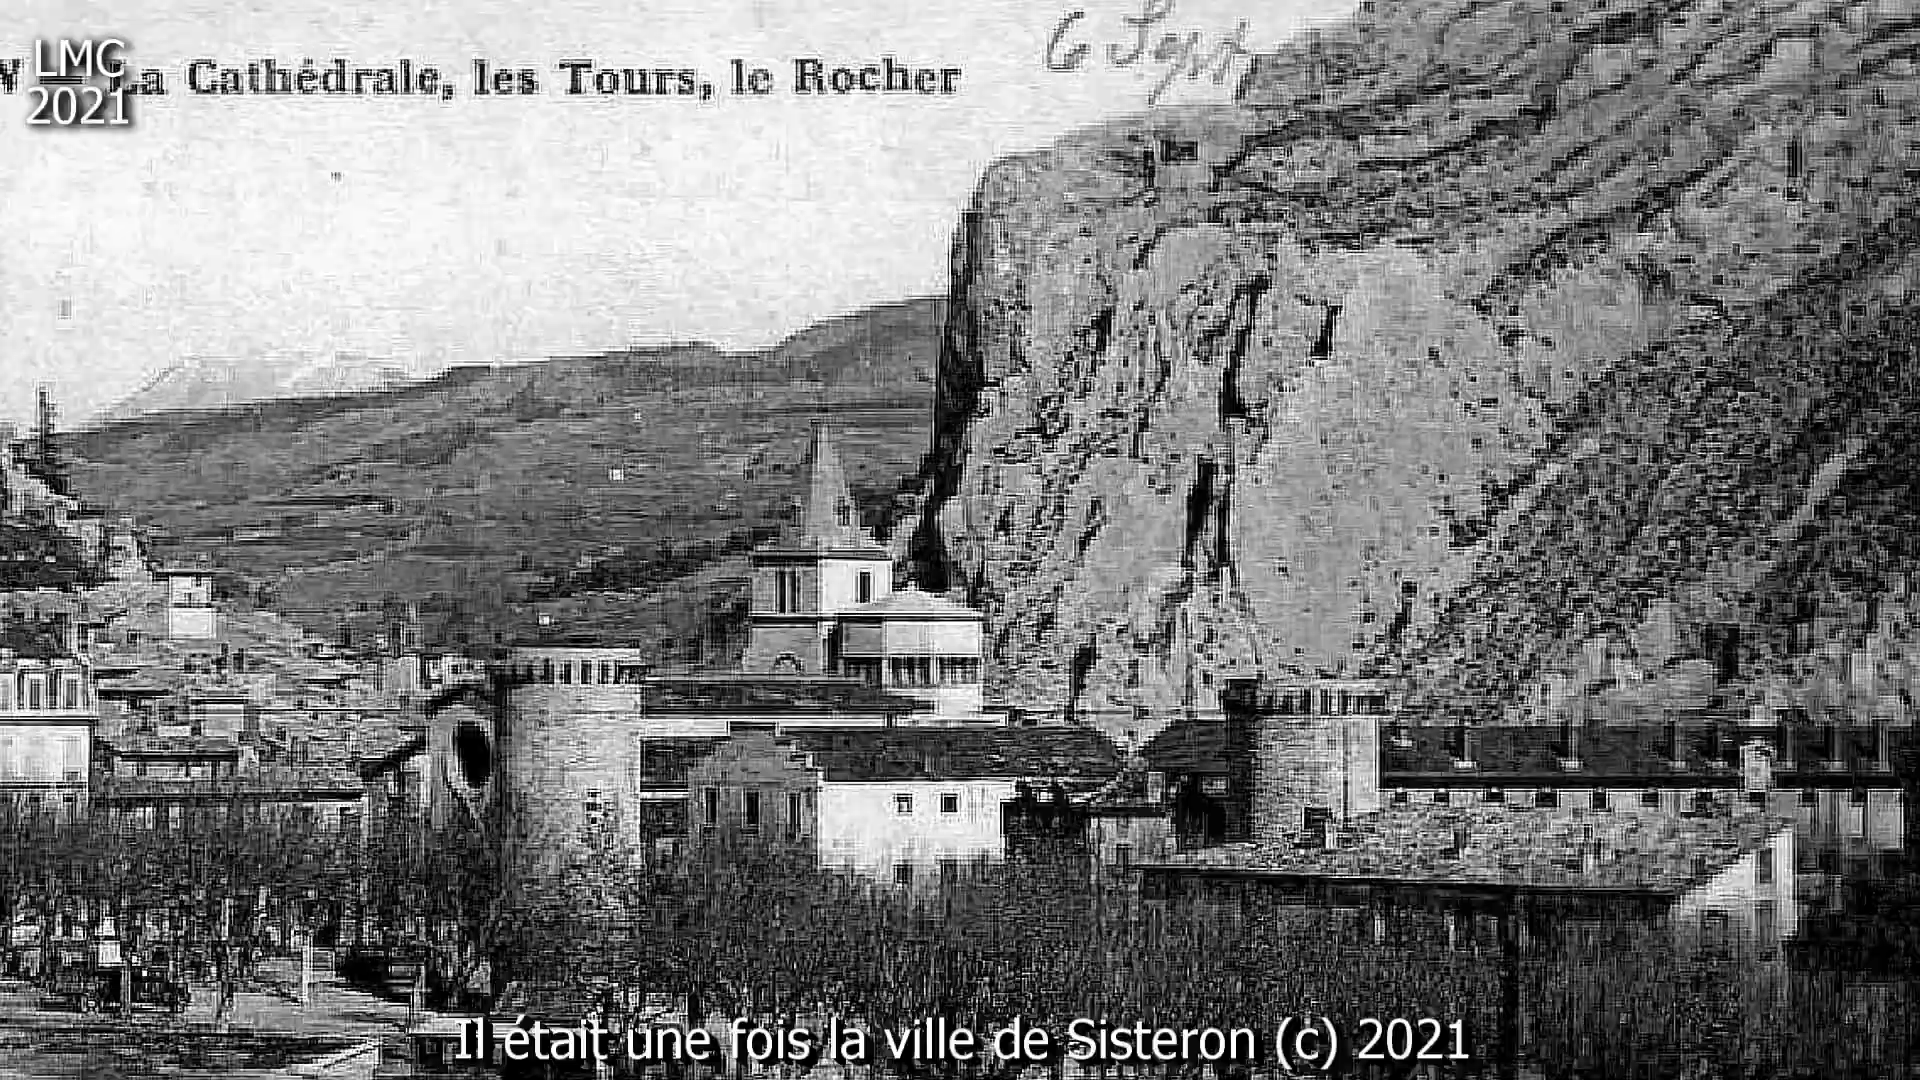 LMC
2021
La Cathédrale, les Tours, le Rocher
Il était une fois la ville de Sisteron (c) 2021